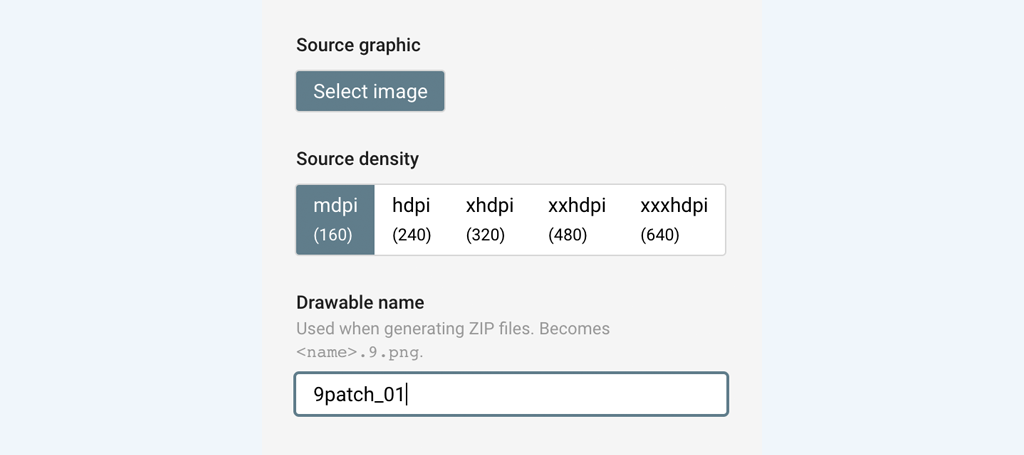 Source graphic
Select image
Source density
mdpi hdpi xhdpi xxhdpi xxxhdpi
(160) (240) (320) (480) (640)
Drawable name
Used when generating ZIP files. Becomes
<name>.9.png.
9patch_01